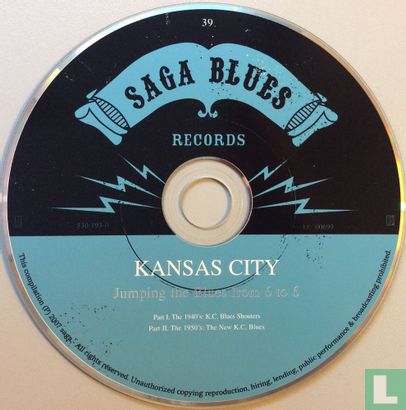 39
SAGA BLUES
RECORDS
530 193-0
LC 00699
KANSAS CITY
Jumping the Blues from 6 to 6
Part I. The 1940's: K.C. Blues Shouters
Part II. The 1950's: The New K.C. Blues
This compilation (P) 2007 saga. All rights reserved. Unauthorized copying reproduction, hiring, lending, public performance & broadcasting prohibited.
catawiki